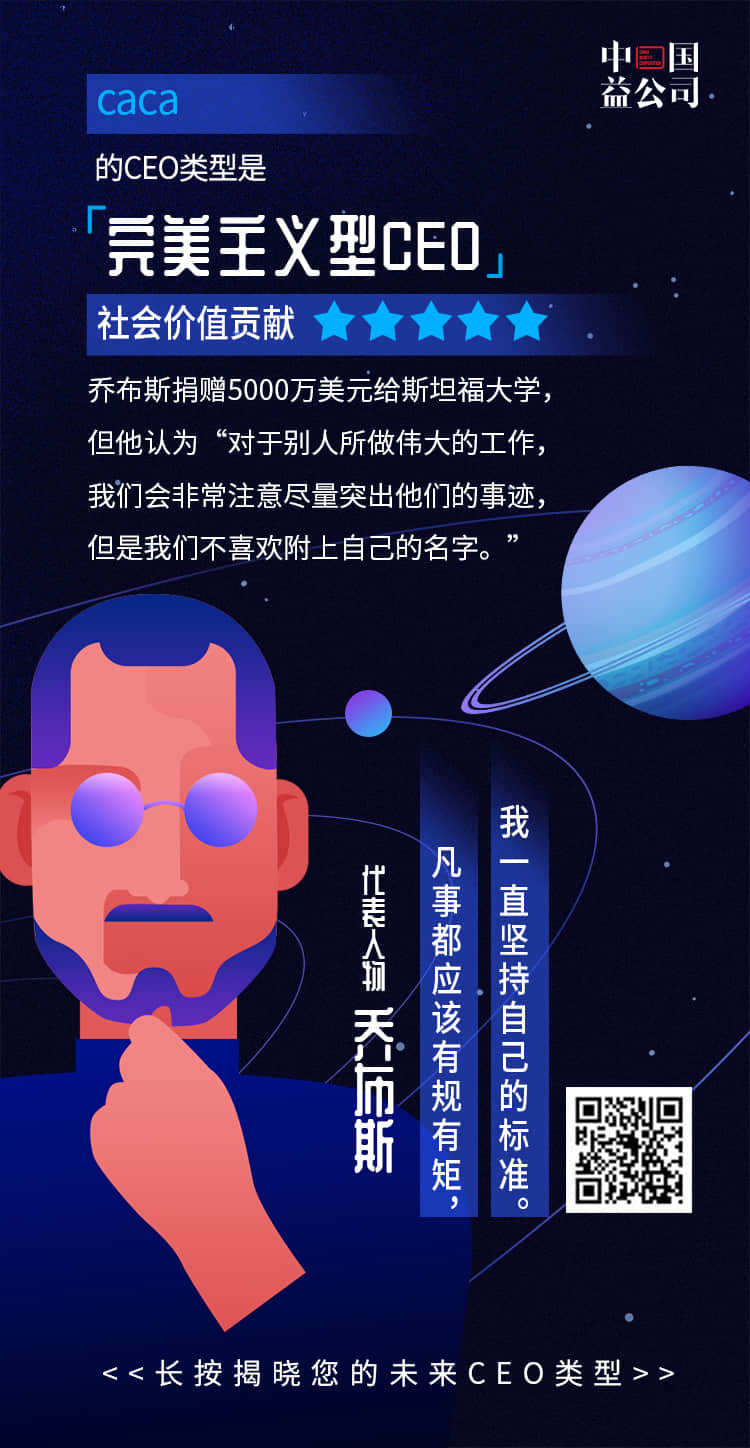 中国
益公司
caca
的CEO类型是
「完美主义型CEO」
社会价值贡献
乔布斯捐赠5000万美元给斯坦福大学，
但他认为“对于别人所做伟大的工作，
我们会非常注意尽量突出他们的事迹，
但是我们不喜欢附上自己的名字。”
我一直坚持自己的标准。
凡事都应该有规有矩，
代表人物 乔布斯
<<长按揭晓您的未来CEO类型>>